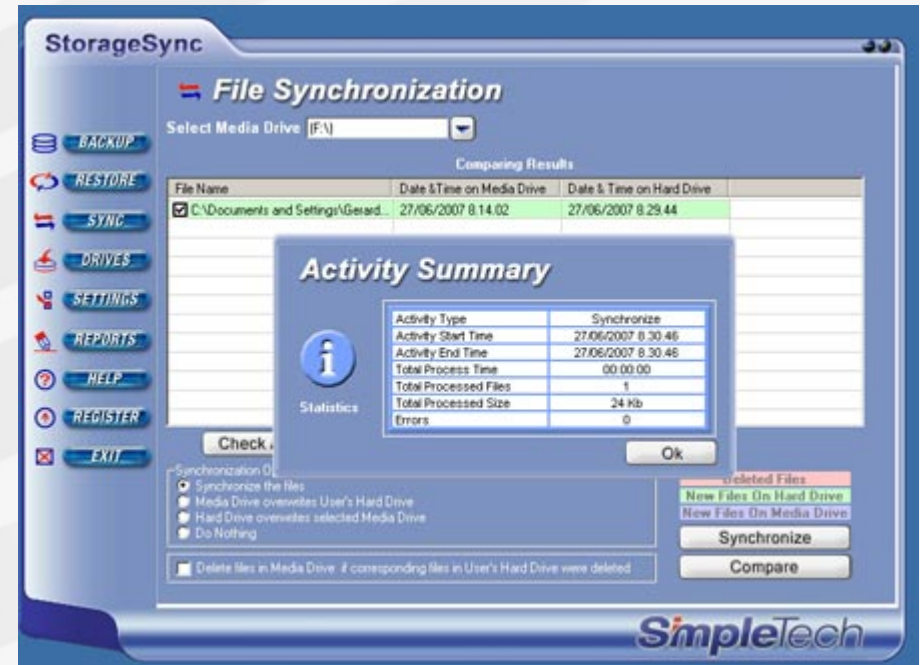 StorageSync
File Synchronization
Select Media Drive (F:\)
BACKUP
RESTORE
SYNC
DRIVES
SETTINGS
REPORTS
HELP
REGISTER
EXIT
Comparing Results
File Name Date &Time on Media Drive Date & Time on Hard Drive
C:\Documents and Settings\Gerard... 27/06/2007 8.14.02 27/06/2007 8.29.44
Activity Summary
Activity Type Synchronize
Activity Start Time 27/06/2007 8.30.46
Activity End Time 27/06/2007 8.30.46
Total Process Time 00:00:00
Total Processed Files 1
Total Processed Size 24 Kb
Errors 0
Statistics
Ok
Check
Synchronization O
Synchronize the files
Media Drive overwrites User's Hard Drive
Hard Drive overwrites selected Media Drive
Do Nothing
Deleted Files
New Files On Hard Drive
New Files On Media Drive
Synchronize
Compare
Delete files in Media Drive if corresponding files in User's Hard Drive were deleted
SimpleTech